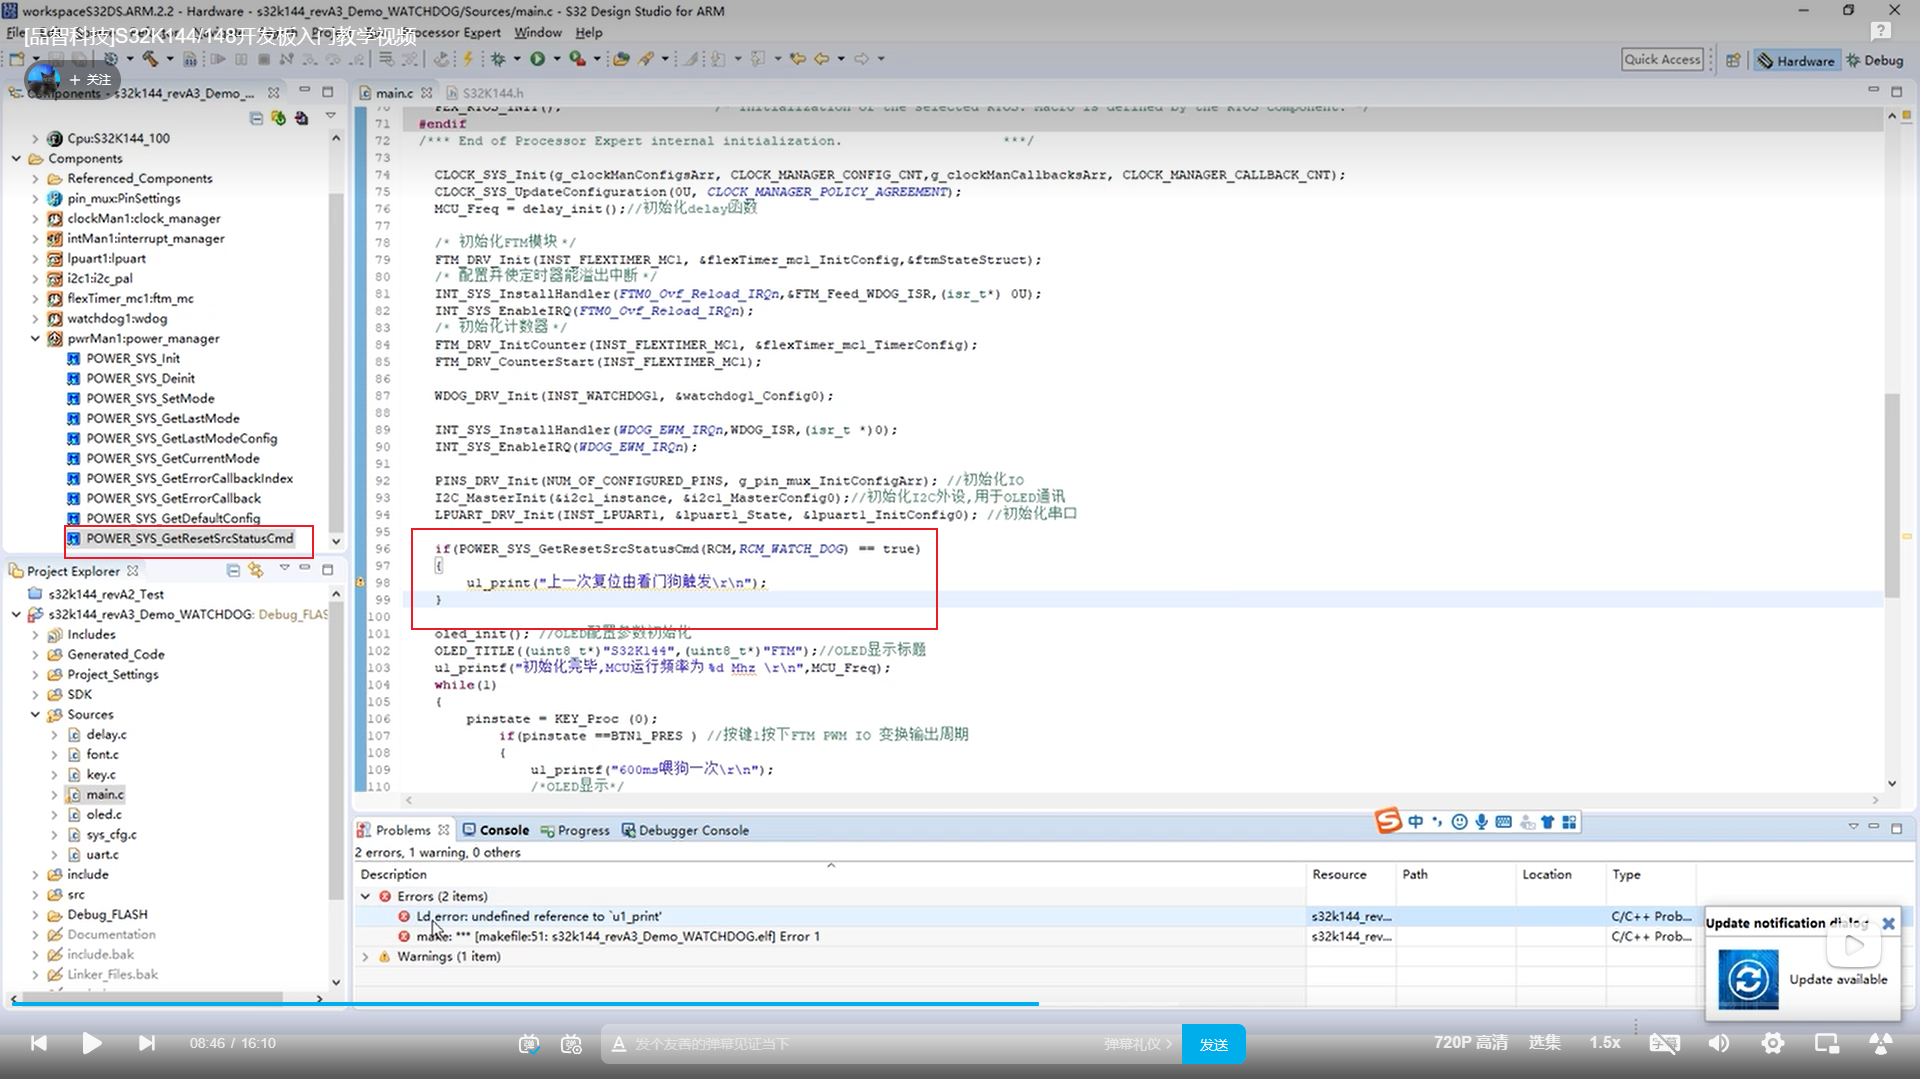 workspaceS32DS.ARM.2.2 - Hardware - s32k144_revA3_Demo_WATCHDOG/Sources/main.c - S32 Design Studio for ARM
[品智科技]S32K144/148开发板入门教学视频
Processor Expert Window Help
+ 关注
Quick Access
Hardware
Debug
Components - s32k144_revA3_Demo_...
Cpu:S32K144_100
Components
Referenced_Components
pin_mux:PinSettings
clockMan1:clock_manager
intMan1:interrupt_manager
lpuart1:lpuart
i2c1:i2c_pal
flexTimer_mc1:ftm_mc
watchdog1:wdog
pwrMan1:power_manager
POWER_SYS_Init
POWER_SYS_Deinit
POWER_SYS_SetMode
POWER_SYS_GetLastMode
POWER_SYS_GetLastModeConfig
POWER_SYS_GetCurrentMode
POWER_SYS_GetErrorCallbackIndex
POWER_SYS_GetErrorCallback
POWER_SYS_GetDefaultConfig
POWER_SYS_GetResetSrcStatusCmd
Project Explorer
s32k144_revA2_Test
s32k144_revA3_Demo_WATCHDOG: Debug_FLAS
Includes
Generated_Code
Project_Settings
SDK
Sources
delay.c
font.c
key.c
main.c
oled.c
sys_cfg.c
uart.c
include
src
Debug_FLASH
Documentation
include.bak
Linker_Files.bak
main.c
S32K144.h
70 PEX_RTOS_INIT(); /* Initialization of the selected RTOS. Macro is defined by the RTOS component. */
71 #endif
72 /*** End of Processor Expert internal initialization. ***/
73
74 CLOCK_SYS_Init(g_clockManConfigsArr, CLOCK_MANAGER_CONFIG_CNT,g_clockManCallbacksArr, CLOCK_MANAGER_CALLBACK_CNT);
75 CLOCK_SYS_UpdateConfiguration(0U, CLOCK_MANAGER_POLICY_AGREEMENT);
76 MCU_Freq = delay_init();//初始化delay函数
77
78 /* 初始化FTM模块 */
79 FTM_DRV_Init(INST_FLEXTIMER_MC1, &flexTimer_mc1_InitConfig,&ftmStateStruct);
80 /* 配置并使定时器能溢出中断 */
81 INT_SYS_InstallHandler(FTM0_Ovf_Reload_IRQn,&FTM_Feed_WDOG_ISR,(isr_t*) 0U);
82 INT_SYS_EnableIRQ(FTM0_Ovf_Reload_IRQn);
83 /* 初始化计数器 */
84 FTM_DRV_InitCounter(INST_FLEXTIMER_MC1, &flexTimer_mc1_TimerConfig);
85 FTM_DRV_CounterStart(INST_FLEXTIMER_MC1);
86
87 WDOG_DRV_Init(INST_WATCHDOG1, &watchdog1_Config0);
88
89 INT_SYS_InstallHandler(WDOG_EWM_IRQn,WDOG_ISR,(isr_t *)0);
90 INT_SYS_EnableIRQ(WDOG_EWM_IRQn);
91
92 PINS_DRV_Init(NUM_OF_CONFIGURED_PINS, g_pin_mux_InitConfigArr); //初始化IO
93 I2C_MasterInit(&i2c1_instance, &i2c1_MasterConfig0);//初始化I2C外设,用于OLED通讯
94 LPUART_DRV_Init(INST_LPUART1, &lpuart1_State, &lpuart1_InitConfig0); //初始化串口
95
96 if(POWER_SYS_GetResetSrcStatusCmd(RCM,RCM_WATCH_DOG) == true)
97 {
98 u1_print("上一次复位由看门狗触发\r\n");
99 }
100
101 oled_init(); //OLED配置参数初始化
102 OLED_TITLE((uint8_t*)"S32K144",(uint8_t*)"FTM");//OLED显示标题
103 u1_printf("初始化完毕,MCU运行频率为 %d Mhz \r\n",MCU_Freq);
104 while(1)
105 {
106 pinstate = KEY_Proc (0);
107 if(pinstate ==BTN1_PRES ) //按键1按下FTM PWM IO 变换输出周期
108 {
109 u1_printf("600ms喂狗一次\r\n");
110 /*OLED显示*/
Problems Console Progress Debugger Console
中
2 errors, 1 warning, 0 others
Description Resource Path Location Type
Errors (2 items)
Ld error: undefined reference to `u1_print' s32k144_rev... C/C++ Prob...
make: *** [makefile:51: s32k144_revA3_Demo_WATCHDOG.elf] Error 1 s32k144_rev... C/C++ Prob...
Warnings (1 item)
Update notification dialog
Update available
08:46 / 16:10
发个友善的弹幕见证当下
弹幕礼仪 >
发送
720P 高清
选集
1.5x